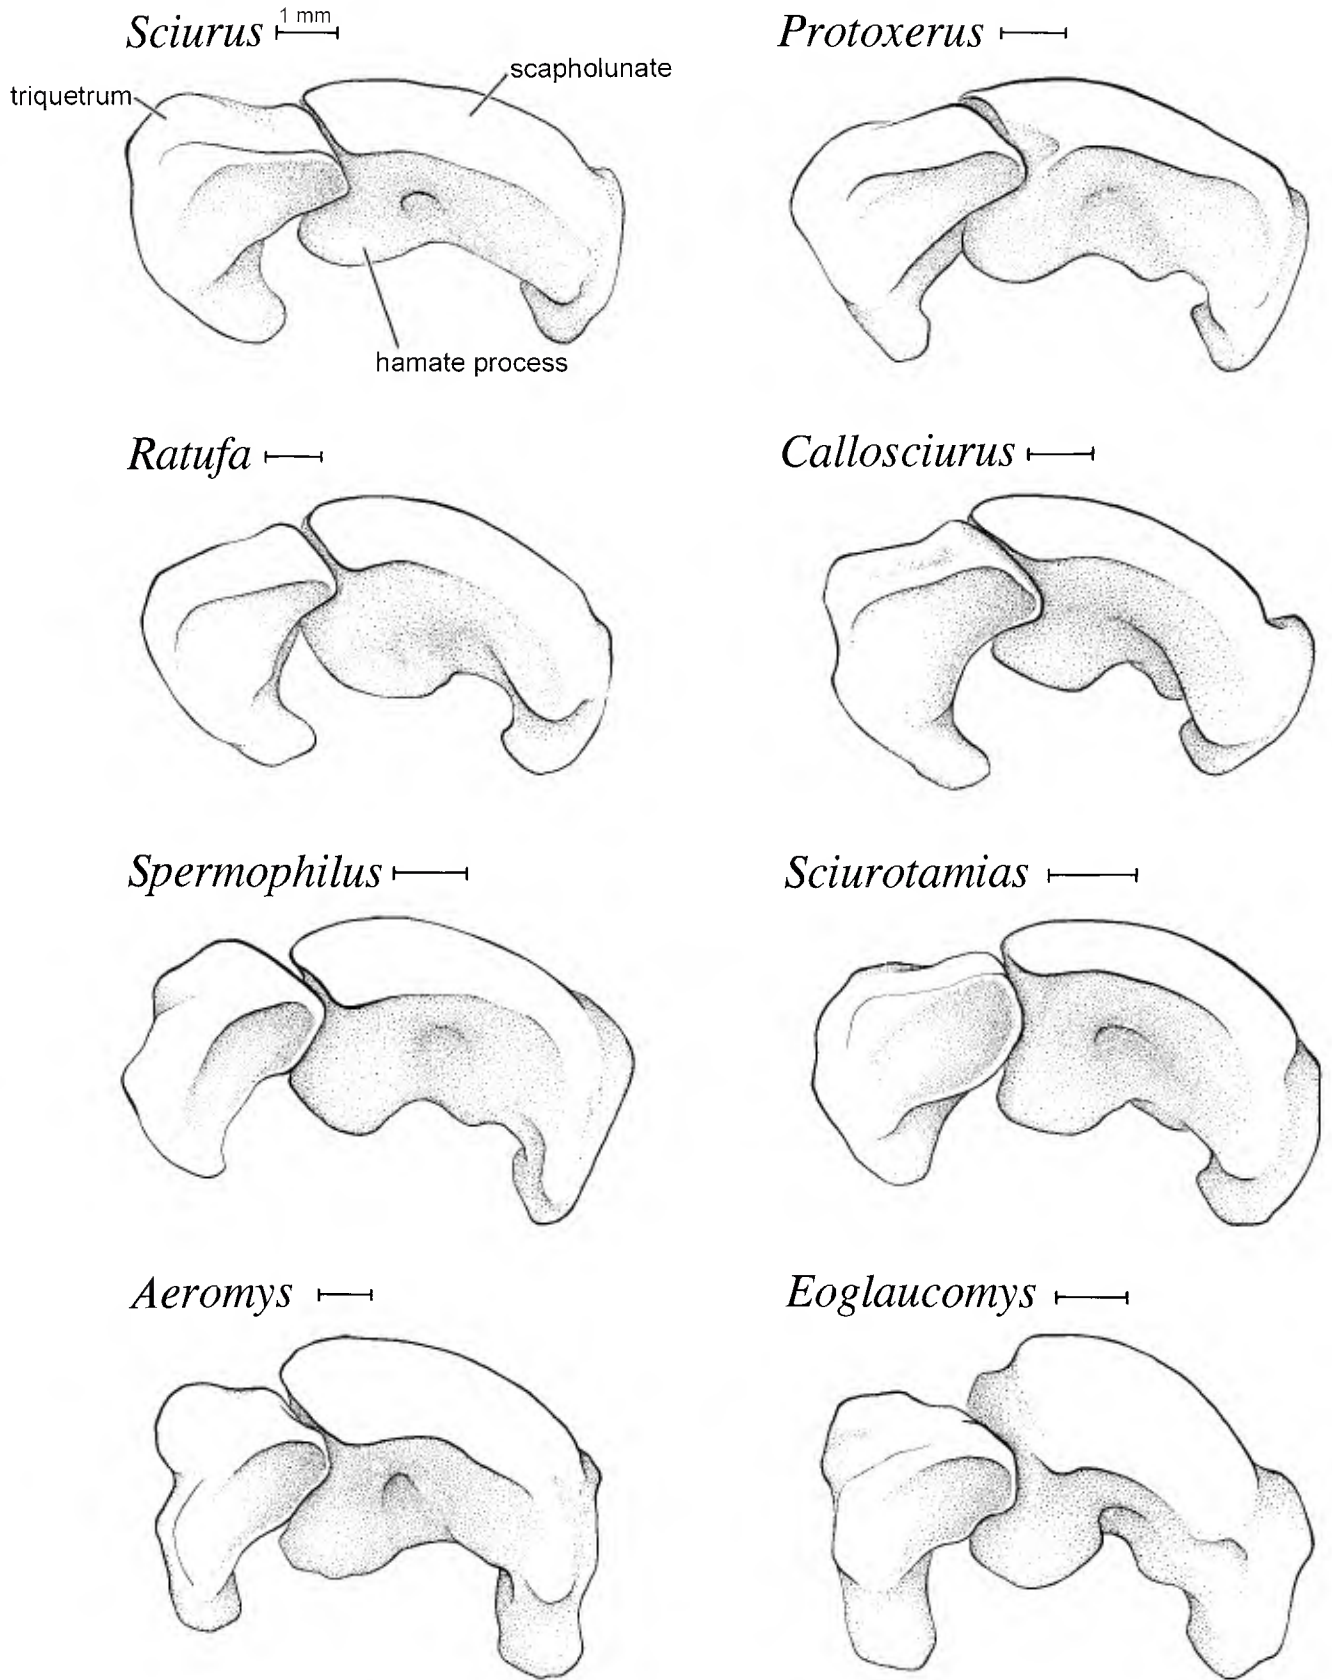 Sciurus 1 mm
Protoxerus
triquetrum
scapholunate
hamate process
Ratufa
Callosciurus
Spermophilus
Sciurotamias
Aeromys
Eoglaucomys